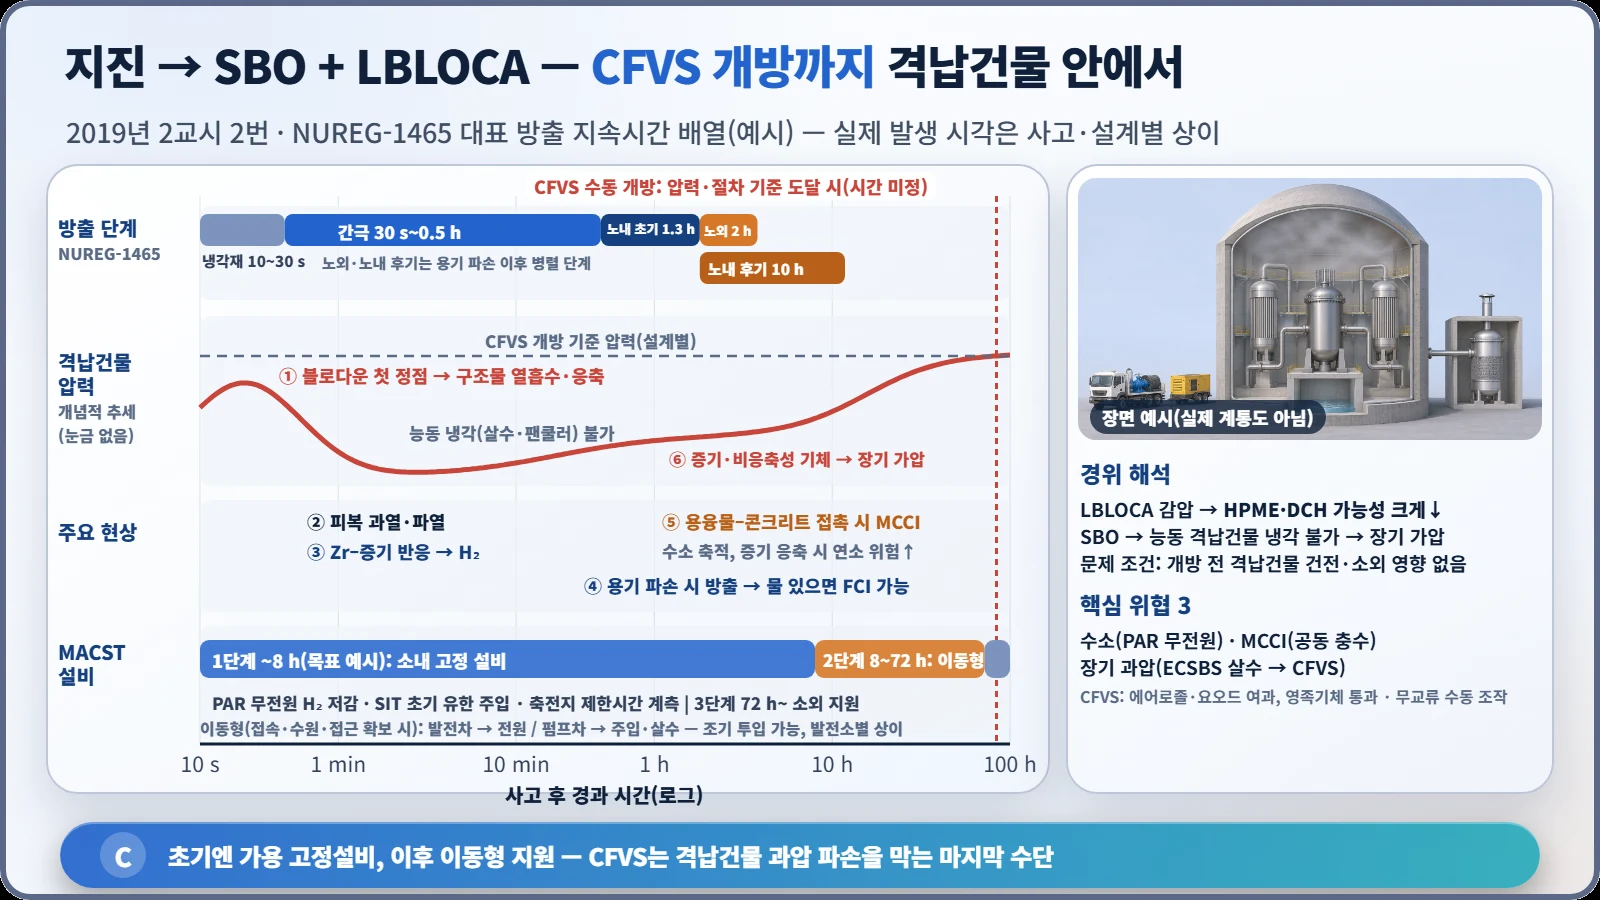 지진 → SBO + LBLOCA — CFVS 개방까지 격납건물 안에서
2019년 2교시 2번 · NUREG-1465 대표 방출 지속시간 배열(예시) — 실제 발생 시각은 사고·설계별 상이
CFVS 수동 개방: 압력·절차 기준 도달 시(시간 미정)
방출 단계
NUREG-1465
간극 30 s~0.5 h
노내 초기 1.3 h
노외 2 h
냉각재 10~30 s
노외·노내 후기는 용기 파손 이후 병렬 단계
노내 후기 10 h
격납건물
압력
개념적 추세
(눈금 없음)
CFVS 개방 기준 압력(설계별)
① 블로다운 첫 정점 → 구조물 열흡수·응축
능동 냉각(살수·팬쿨러) 불가
⑥ 증기·비응축성 기체 → 장기 가압
주요 현상
② 피복 과열·파열
③ Zr–증기 반응 → H₂
⑤ 용융물–콘크리트 접촉 시 MCCI
수소 축적, 증기 응축 시 연소 위험↑
④ 용기 파손 시 방출 → 물 있으면 FCI 가능
MACST
설비
1단계 ~8 h(목표 예시): 소내 고정 설비
2단계 8~72 h: 이동형
PAR 무전원 H₂ 저감 · SIT 초기 유한 주입 · 축전지 제한시간 계측 | 3단계 72 h~ 소외 지원
이동형(접속·수원·접근 확보 시): 발전차 → 전원 / 펌프차 → 주입·살수 — 조기 투입 가능, 발전소별 상이
10 s
1 min
10 min
1 h
10 h
100 h
사고 후 경과 시간(로그)
장면 예시(실제 계통도 아님)
경위 해석
LBLOCA 감압 → HPME·DCH 가능성 크게↓
SBO → 능동 격납건물 냉각 불가 → 장기 가압
문제 조건: 개방 전 격납건물 건전·소외 영향 없음
핵심 위협 3
수소(PAR 무전원) · MCCI(공동 충수)
장기 과압(ECSBS 살수 → CFVS)
CFVS: 에어로졸·요오드 여과, 영족기체 통과 · 무교류 수동 조작
C
초기엔 가용 고정설비, 이후 이동형 지원 — CFVS는 격납건물 과압 파손을 막는 마지막 수단